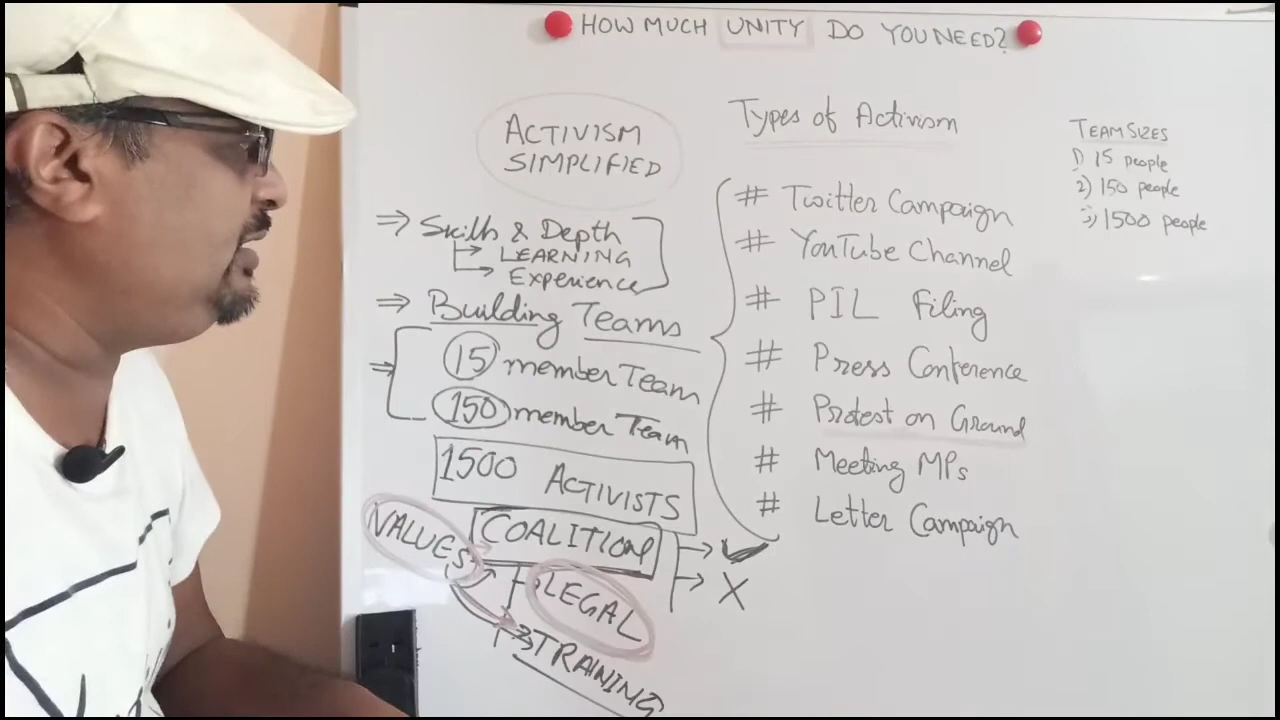 HOW MUCH UNITY DO YOU NEED?
ACTIVISM
SIMPLIFIED
⇒ Skills & Depth
→ LEARNING
→ Experience
⇒ Building Teams
⇒ 15 member Team
150 member Team
1500 ACTIVISTS
COALITION
VALUES
LEGAL
TRAINING
X
Types of Activism
# Twitter Campaign
# YouTube Channel
# PIL Filing
# Press Conference
# Protest on Ground
# Meeting MPs
# Letter Campaign
TEAM SIZES
1) 15 people
2) 150 people
3) 1500 people